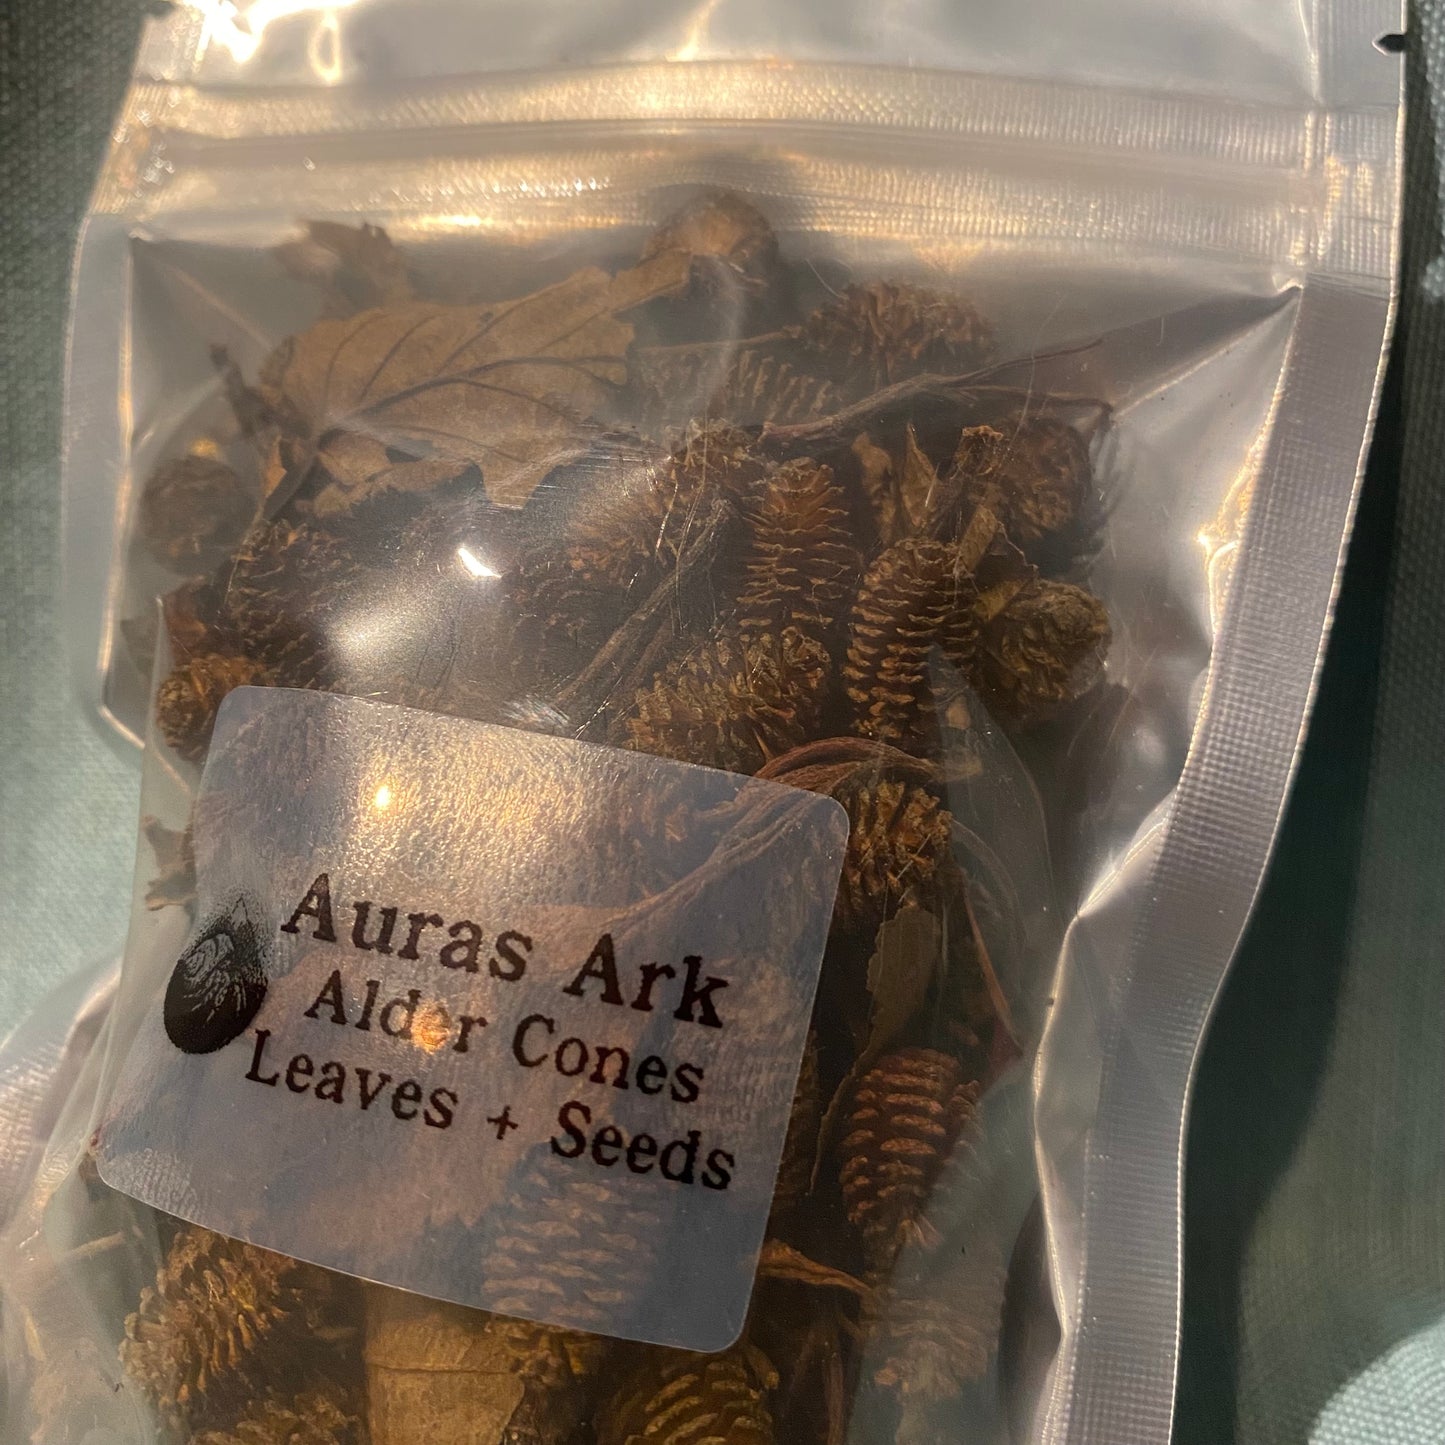 Auras Ark
Alder Cones
Leaves + Seeds